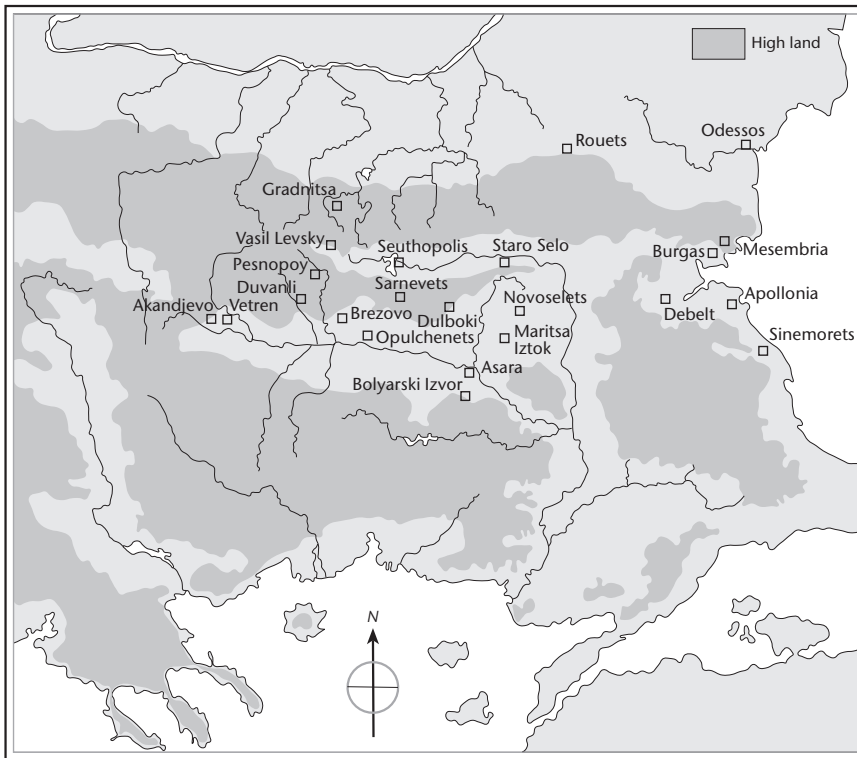 High land
Odessos
Rouets
Gradnitsa
Vasil Levsky
Seuthopolis
Staro Selo
Burgas
Mesembria
Pesnopoy
Duvanli
Sarnevets
Novoselets
Apollonia
Akandjevo
Vetren
Brezovo
Dulboki
Debelt
Opulchenets
Maritsa
Iztok
Sinemorets
Asara
Bolyarski Izvor
N